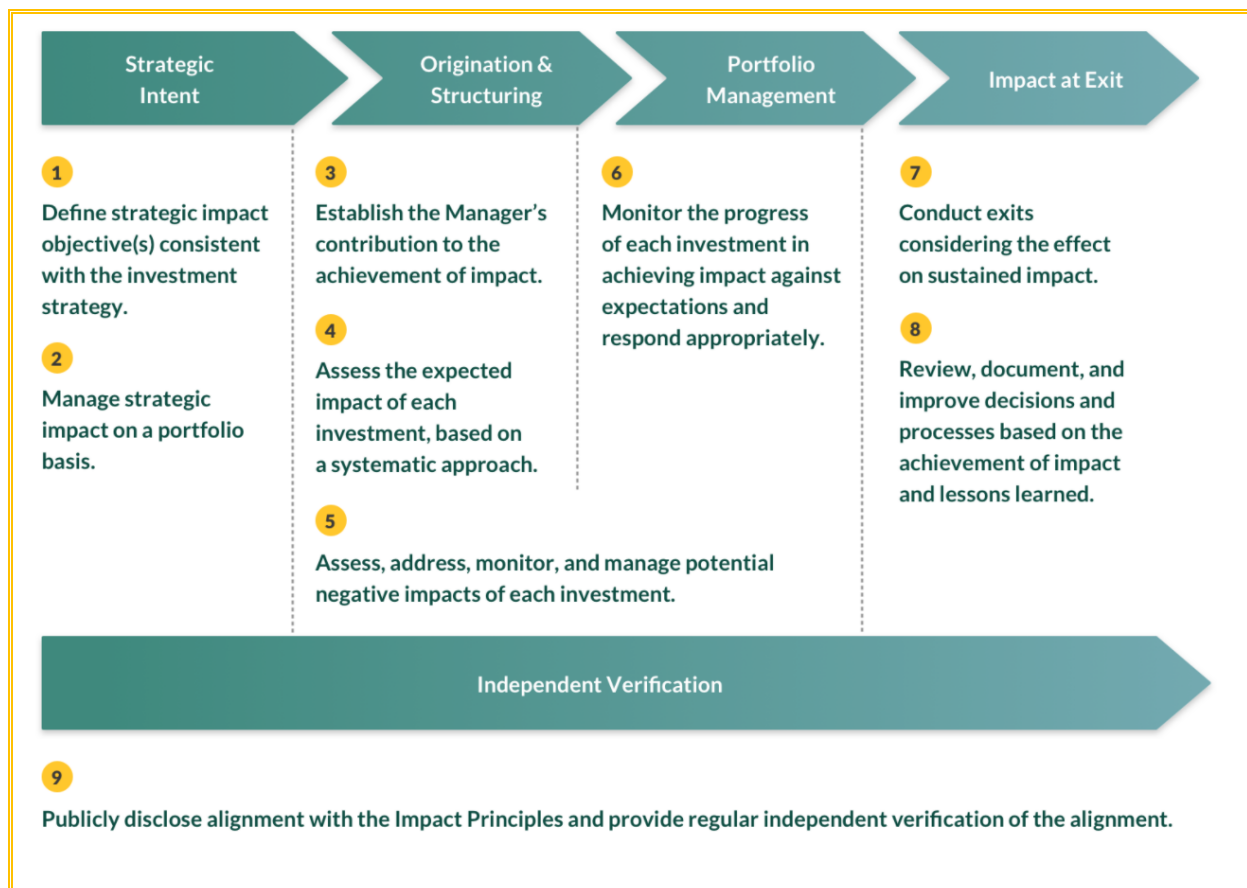 Strategic
Intent
Origination &
Structuring
Portfolio
Management
Impact at Exit
1
Define strategic impact
objective(s) consistent
with the investment
strategy.
2
Manage strategic
impact on a portfolio
basis.
3
Establish the Manager’s
contribution to the
achievement of impact.
4
Assess the expected
impact of each
investment, based on
a systematic approach.
5
Assess, address, monitor, and manage potential
negative impacts of each investment.
6
Monitor the progress
of each investment in
achieving impact against
expectations and
respond appropriately.
7
Conduct exits
considering the effect
on sustained impact.
8
Review, document, and
improve decisions and
processes based on the
achievement of impact
and lessons learned.
Independent Verification
9
Publicly disclose alignment with the Impact Principles and provide regular independent verification of the alignment.